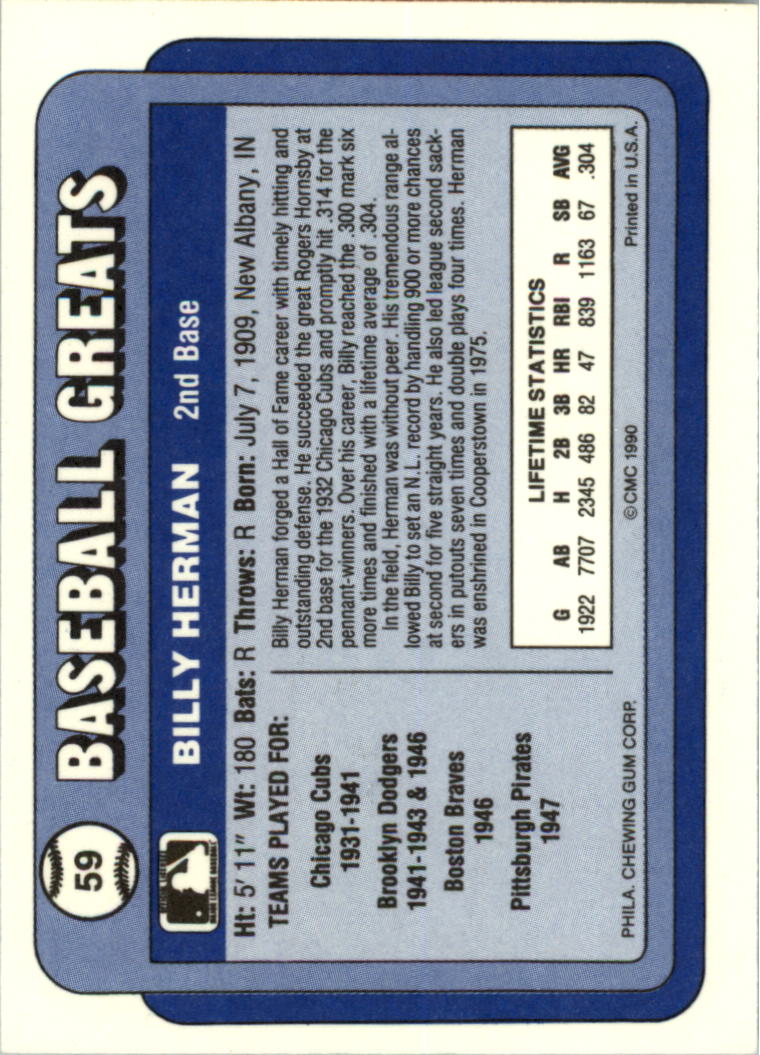 59
BASEBALL GREATS
BILLY HERMAN 2nd Base
Ht: 5' 11" Wt: 180 Bats: R Throws: R Born: July 7, 1909, New Albany, IN
TEAMS PLAYED FOR:
Chicago Cubs
1931-1941
Brooklyn Dodgers
1941-1943 & 1946
Boston Braves
1946
Pittsburgh Pirates
1947
Billy Herman forged a Hall of Fame career with timely hitting and
outstanding defense. He succeeded the great Rogers Hornsby at
2nd base for the 1932 Chicago Cubs and promptly hit .314 for the
pennant-winners. Over his career, Billy reached the .300 mark six
more times and finished with a lifetime average of .304.
In the field, Herman was without peer. His tremendous range al-
lowed Billy to set an N.L. record by handling 900 or more chances
at second for five straight years. He also led league second sack-
ers in putouts seven times and double plays four times. Herman
was enshrined in Cooperstown in 1975.
LIFETIME STATISTICS
G AB H 2B 3B HR RBI R SB AVG
1922 7707 2345 486 82 47 839 1163 67 .304
PHILA. CHEWING GUM CORP. ©CMC 1990 Printed in U.S.A.